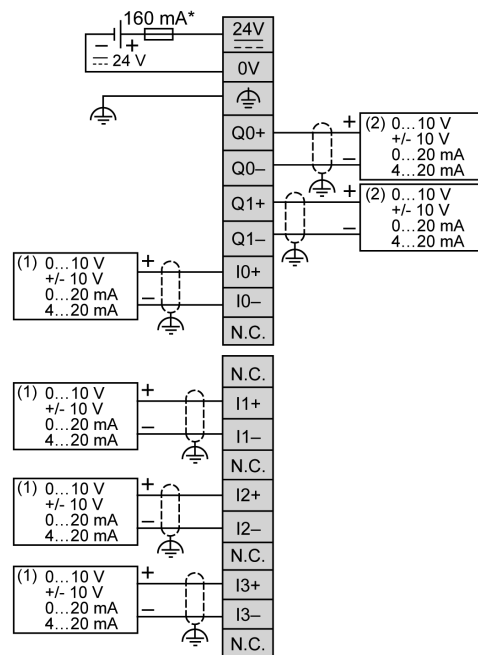 160 mA*
24V
– +
24 V
0V
Q0+
+ (2) 0...10 V
+/- 10 V
0...20 mA
4...20 mA
Q0–
–
Q1+
+ (2) 0...10 V
+/- 10 V
0...20 mA
4...20 mA
Q1–
–
(1) 0...10 V
+/- 10 V
0...20 mA
4...20 mA
+
I0+
–
I0–
N.C.
N.C.
(1) 0...10 V
+/- 10 V
0...20 mA
4...20 mA
+
I1+
–
I1–
N.C.
(1) 0...10 V
+/- 10 V
0...20 mA
4...20 mA
+
I2+
–
I2–
N.C.
(1) 0...10 V
+/- 10 V
0...20 mA
4...20 mA
+
I3+
–
I3–
N.C.